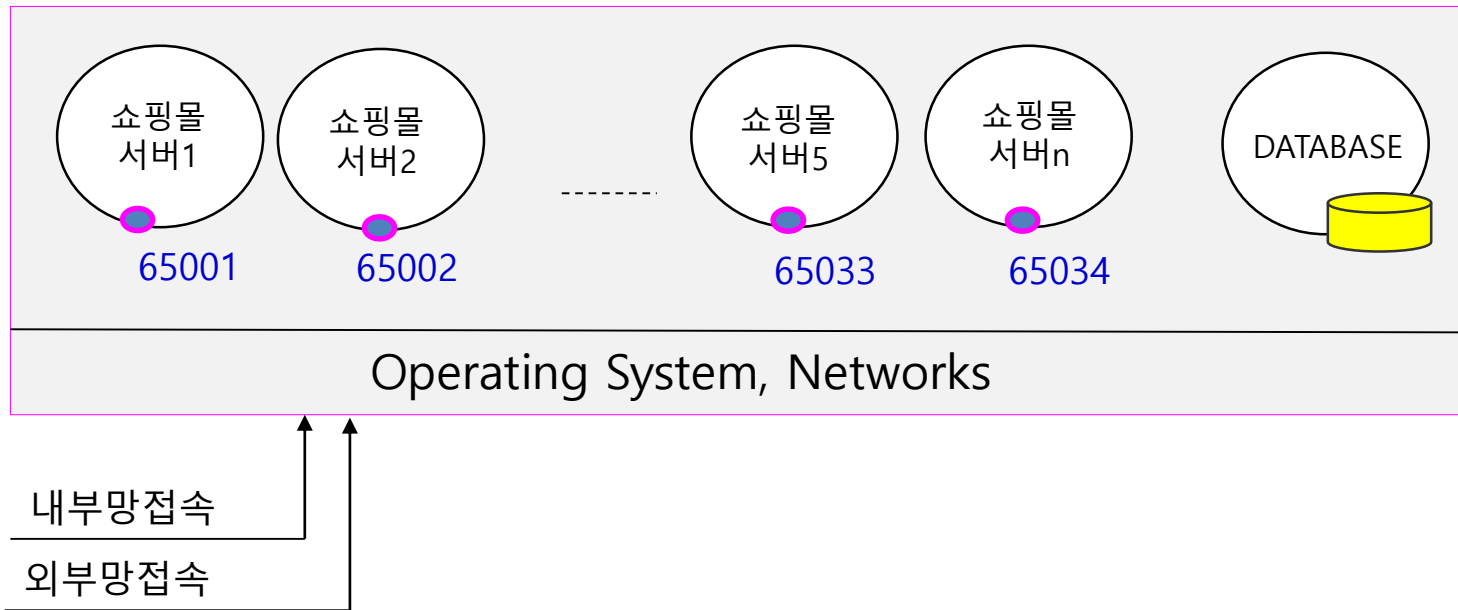 쇼핑몰
서버1
쇼핑몰
서버2
쇼핑몰
서버5
쇼핑몰
서버n
DATABASE
65001
65002
65033
65034
Operating System, Networks
내부망접속
외부망접속